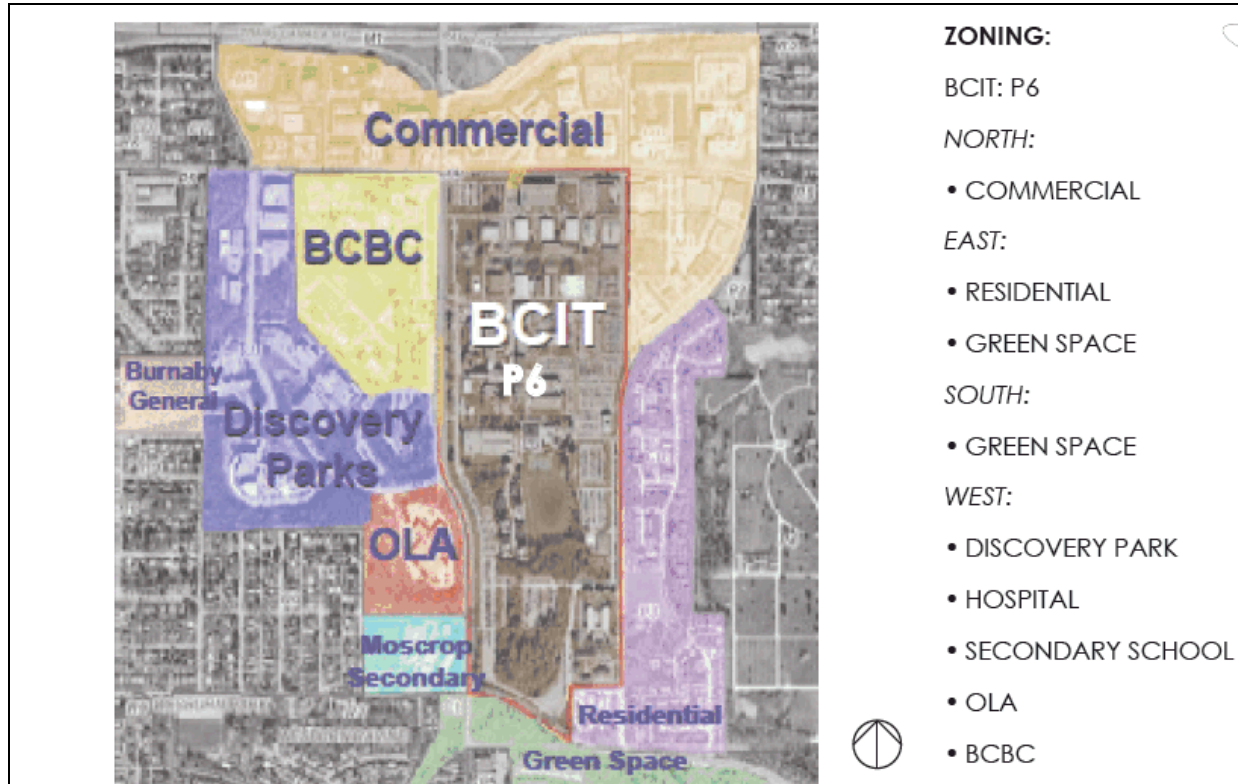 Commercial
BCBC
BCIT
P6
Burnaby
General
Discovery
Parks
OLA
Moscrop
Secondary
Residential
Green Space
ZONING:
BCIT: P6
NORTH:
• COMMERCIAL
EAST:
• RESIDENTIAL
• GREEN SPACE
SOUTH:
• GREEN SPACE
WEST:
• DISCOVERY PARK
• HOSPITAL
• SECONDARY SCHOOL
• OLA
• BCBC